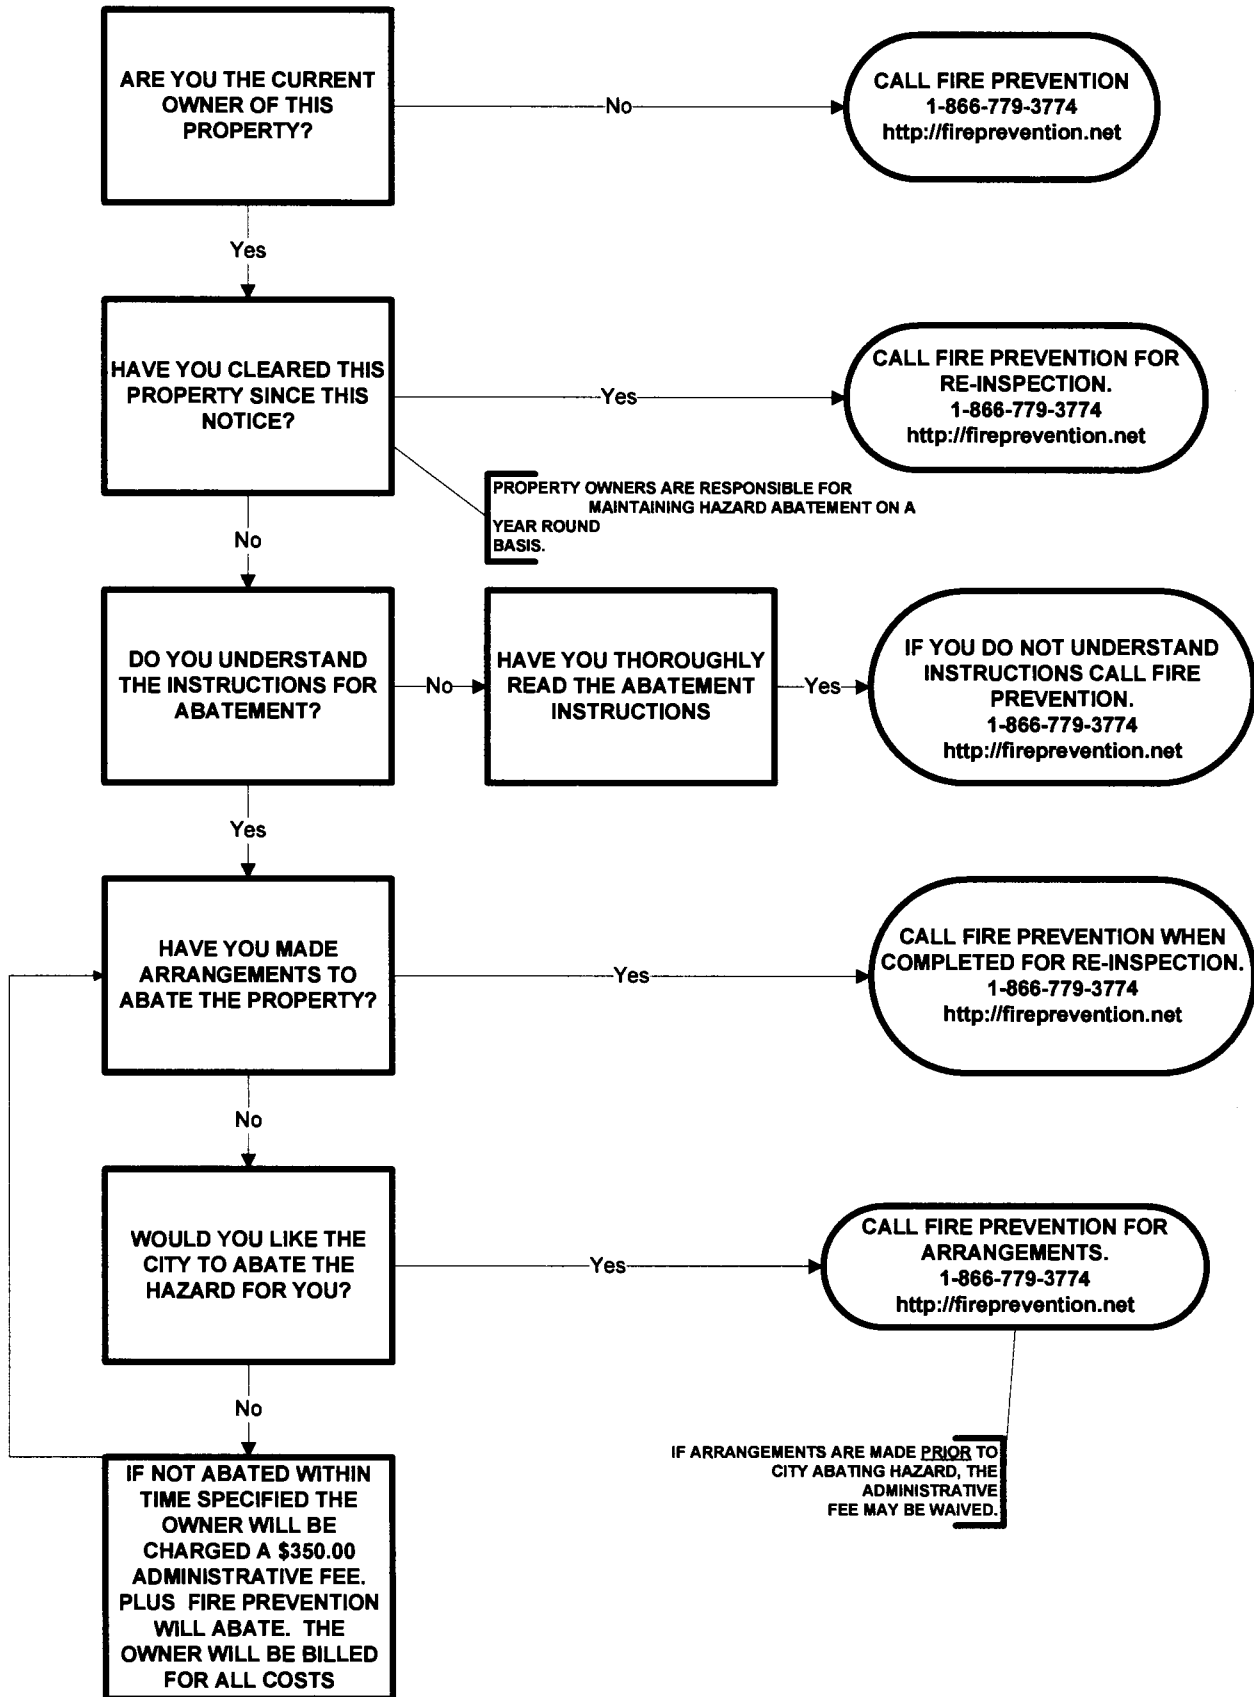 ARE YOU THE CURRENT
OWNER OF THIS
PROPERTY?
No
CALL FIRE PREVENTION
1-866-779-3774
http://fireprevention.net
Yes
HAVE YOU CLEARED THIS
PROPERTY SINCE THIS
NOTICE?
Yes
CALL FIRE PREVENTION FOR
RE-INSPECTION.
1-866-779-3774
http://fireprevention.net
PROPERTY OWNERS ARE RESPONSIBLE FOR
MAINTAINING HAZARD ABATEMENT ON A
YEAR ROUND
BASIS.
No
DO YOU UNDERSTAND
THE INSTRUCTIONS FOR
ABATEMENT?
No
HAVE YOU THOROUGHLY
READ THE ABATEMENT
INSTRUCTIONS
Yes
IF YOU DO NOT UNDERSTAND
INSTRUCTIONS CALL FIRE
PREVENTION.
1-866-779-3774
http://fireprevention.net
Yes
HAVE YOU MADE
ARRANGEMENTS TO
ABATE THE PROPERTY?
Yes
CALL FIRE PREVENTION WHEN
COMPLETED FOR RE-INSPECTION.
1-866-779-3774
http://fireprevention.net
No
WOULD YOU LIKE THE
CITY TO ABATE THE
HAZARD FOR YOU?
Yes
CALL FIRE PREVENTION FOR
ARRANGEMENTS.
1-866-779-3774
http://fireprevention.net
No
IF ARRANGEMENTS ARE MADE PRIOR TO
CITY ABATING HAZARD, THE
ADMINISTRATIVE
FEE MAY BE WAIVED.
IF NOT ABATED WITHIN
TIME SPECIFIED THE
OWNER WILL BE
CHARGED A $350.00
ADMINISTRATIVE FEE.
PLUS FIRE PREVENTION
WILL ABATE. THE
OWNER WILL BE BILLED
FOR ALL COSTS